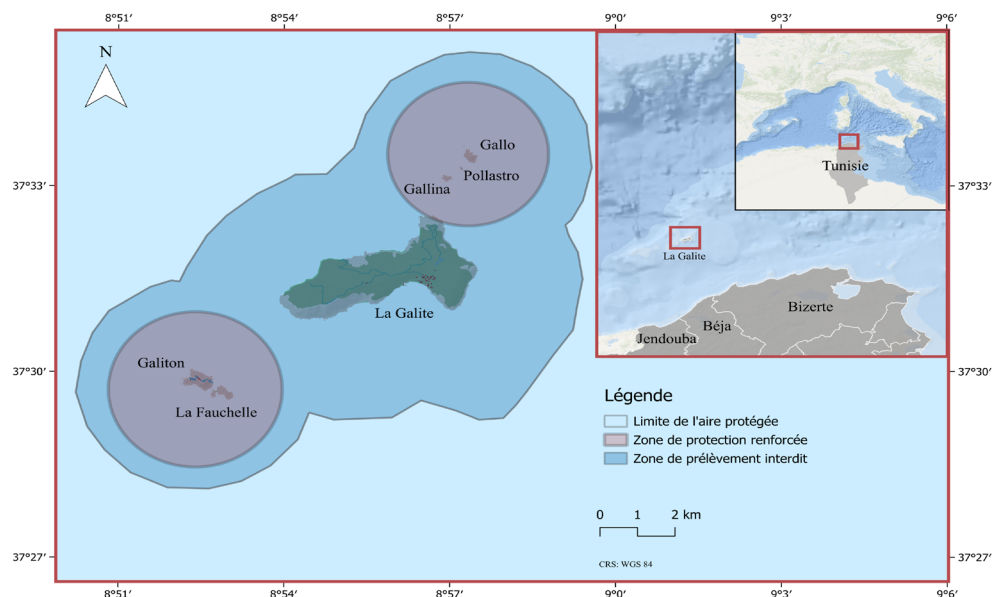 8°51′ 8°54′ 8°57′ 9°0′ 9°3′ 9°6′
N
Gallo
Pollastro
Gallina
37°33′ 37°33′
Tunisie
La Galite
La Galite
Bizerte
Béja
Jendouba
Galiton
La Fauchelle
37°30′ 37°30′
Légende
Limite de l'aire protégée
Zone de protection renforcée
Zone de prélèvement interdit
0 1 2 km
CRS: WGS 84
37°27′ 37°27′
8°51′ 8°54′ 8°57′ 9°0′ 9°3′ 9°6′